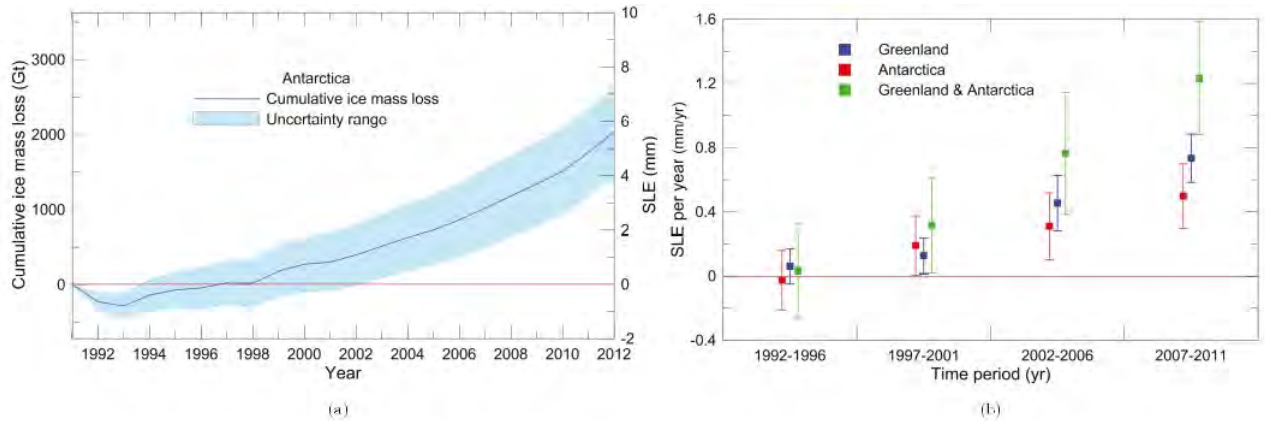 Cumulative ice mass loss (Gt)
3000
2000
1000
0
Antarctica
Cumulative ice mass loss
Uncertainty range
10
8
6
4
2
0
-2
SLE (mm)
1992 1994 1996 1998 2000 2002 2004 2006 2008 2010 2012
Year
(a)
SLE per year (mm/yr)
1.6
1.2
0.8
0.4
0
-0.4
Greenland
Antarctica
Greenland & Antarctica
1992-1996 1997-2001 2002-2006 2007-2011
Time period (yr)
(b)